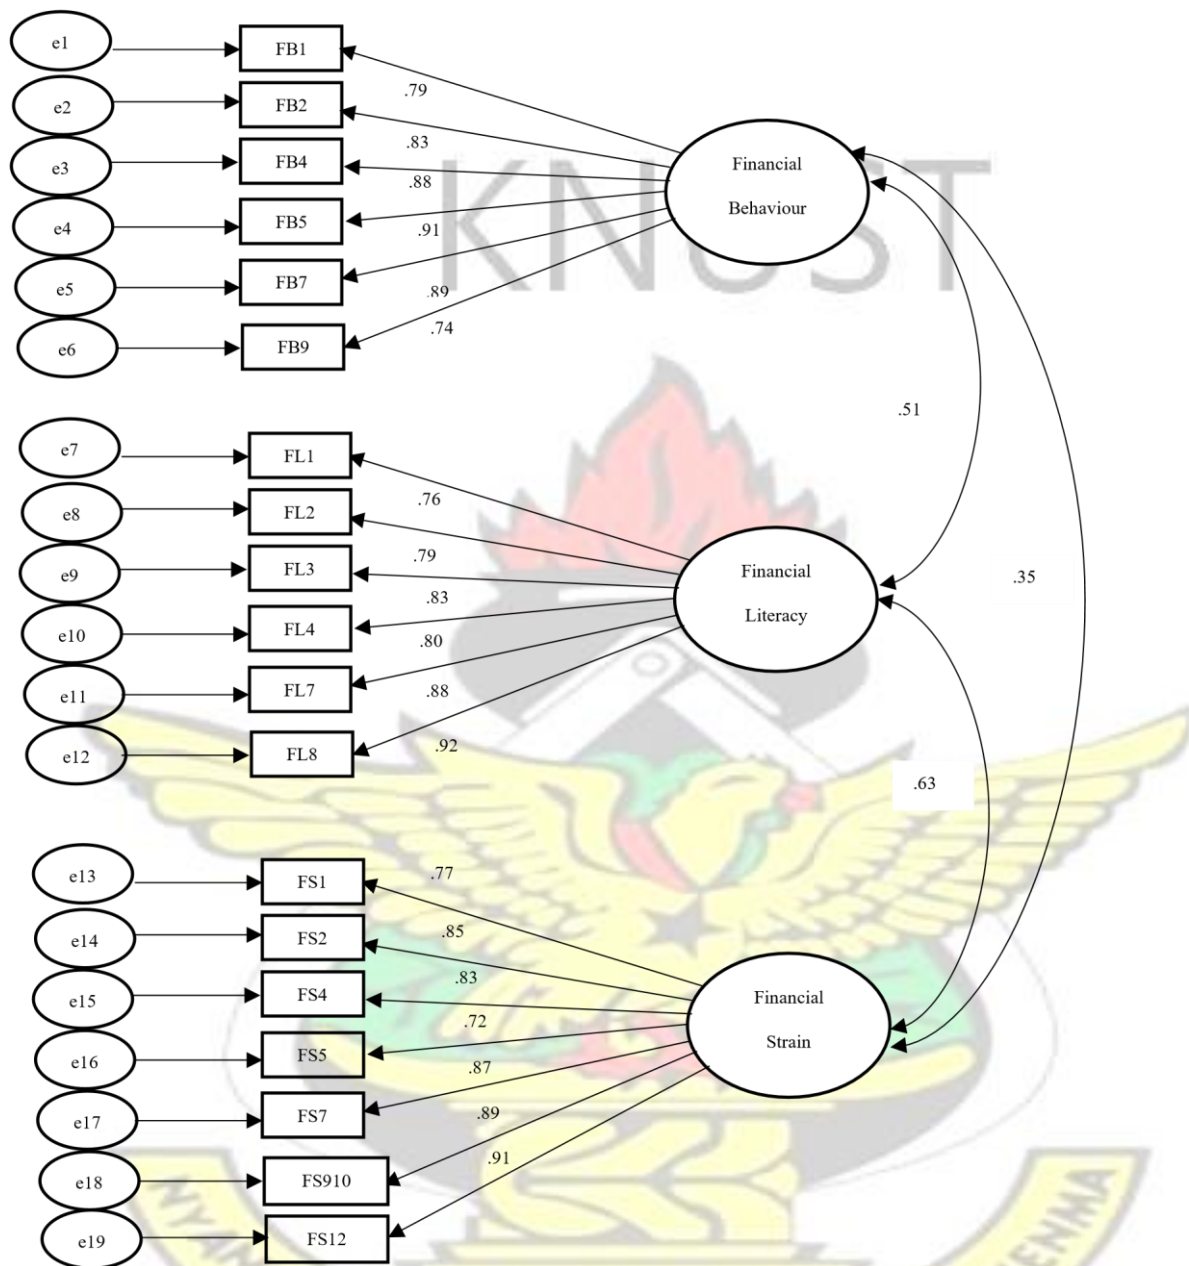 e1
FB1
.79
e2
FB2
.83
e3
FB4
.88
e4
FB5
.91
e5
FB7
.89
e6
FB9
.74
Financial
Behaviour
KNUST
.51
.35
e7
FL1
.76
e8
FL2
.79
e9
FL3
.83
e10
FL4
.80
e11
FL7
.88
e12
FL8
.92
Financial
Literacy
.63
e13
FS1
.77
e14
FS2
.85
e15
FS4
.83
e16
FS5
.72
e17
FS7
.87
e18
FS910
.89
e19
FS12
.91
Financial
Strain